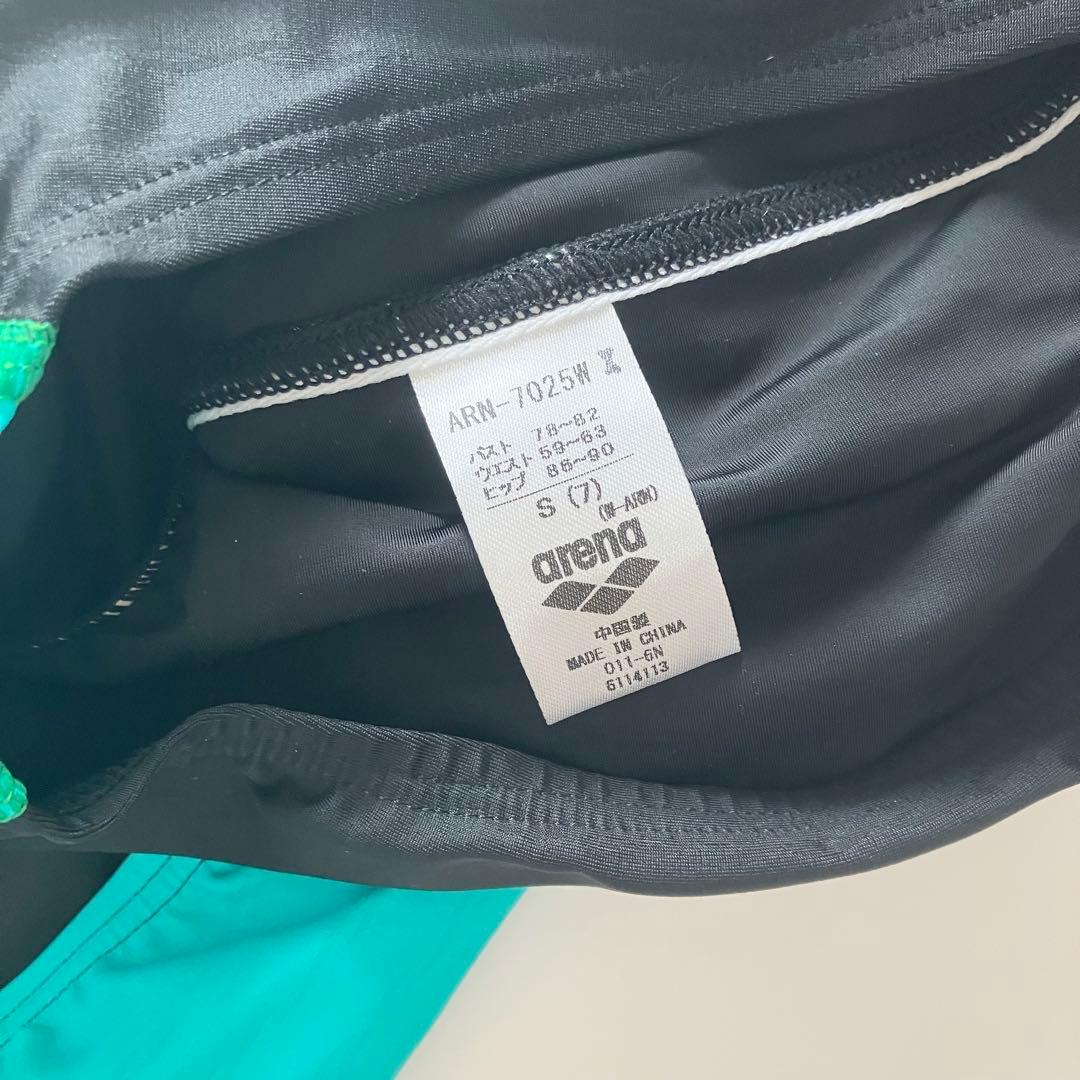 ARN-7025W
バスト 78~82
ウエスト 59~63
ヒップ 86~90
S (7)
(W-ARN)
arena
中国製
MADE IN CHINA
011-6N
6114113